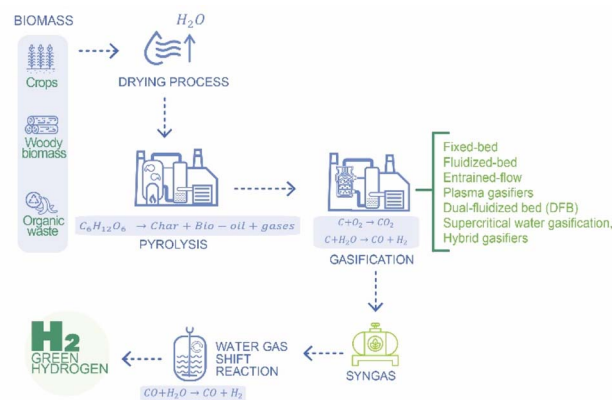 BIOMASS
Crops
Woody
biomass
Organic
waste
H₂O
DRYING PROCESS
C₆H₁₂O₆ → Char + Bio − oil + gases
PYROLYSIS
C+O₂ → CO₂
C+H₂O → CO + H₂
GASIFICATION
Fixed-bed
Fluidized-bed
Entrained-flow
Plasma gasifiers
Dual-fluidized bed (DFB)
Supercritical water gasification,
Hybrid gasifiers
SYNGAS
WATER GAS
SHIFT
REACTION
CO+H₂O → CO + H₂
H2
GREEN
HYDROGEN